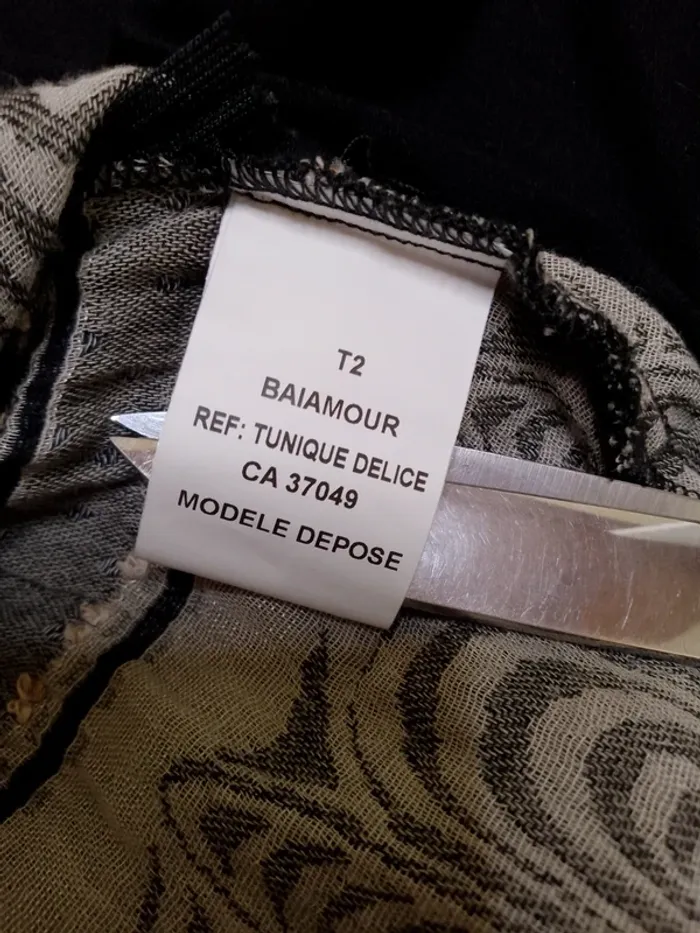 T2
BAIAMOUR
REF: TUNIQUE DELICE
CA 37049
MODELE DEPOSE